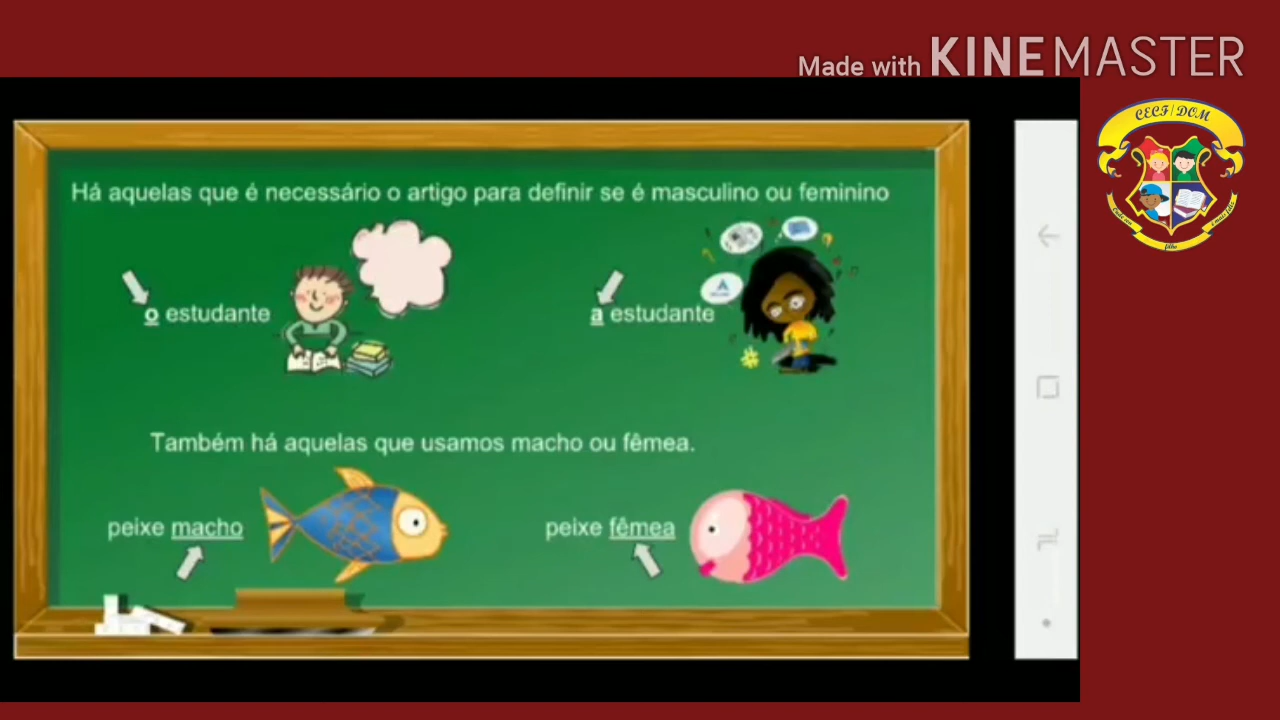 Made with KINEMASTER
CECF/DOM
Há aquelas que é necessário o artigo para definir se é masculino ou feminino
o estudante
a estudante
Também há aquelas que usamos macho ou fêmea.
peixe macho
peixe fêmea
filho